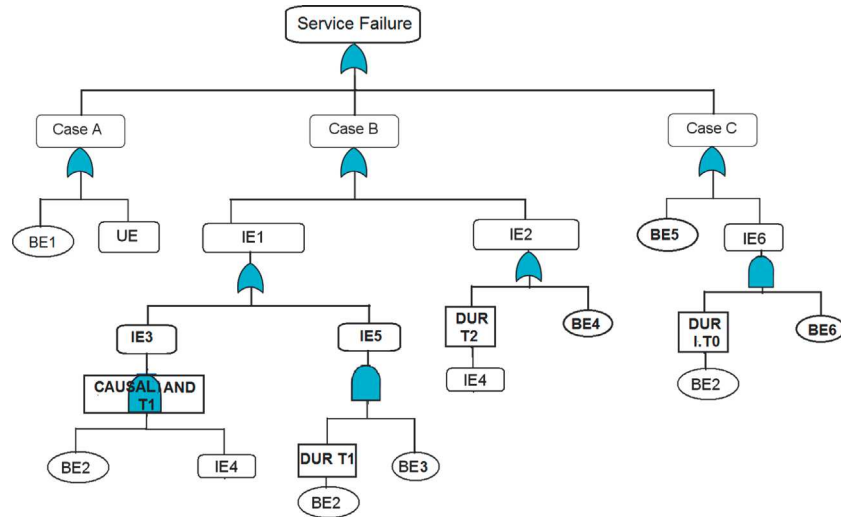 Service Failure
Case A
Case B
Case C
BE1
UE
IE1
IE2
BE5
IE6
IE3
IE5
DUR
T2
BE4
DUR
I.T0
BE6
CAUSAL AND
T1
IE4
BE2
BE2
IE4
DUR T1
BE3
BE2